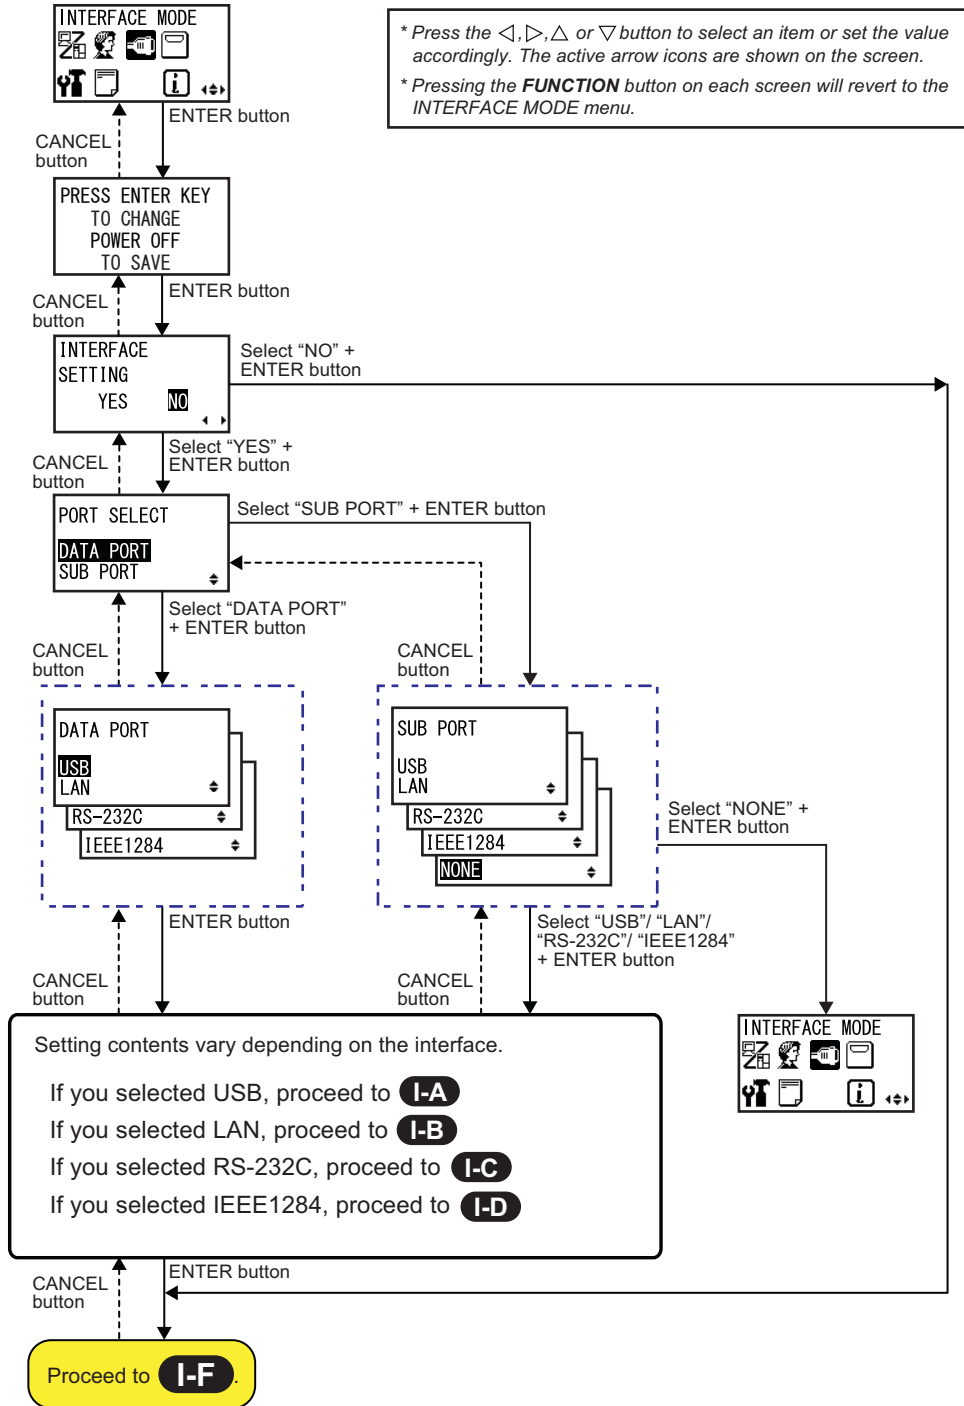 INTERFACE MODE
* Press the ◁, ▷, △ or ▽ button to select an item or set the value
accordingly. The active arrow icons are shown on the screen.
* Pressing the FUNCTION button on each screen will revert to the
INTERFACE MODE menu.
ENTER button
CANCEL
button
PRESS ENTER KEY
TO CHANGE
POWER OFF
TO SAVE
ENTER button
CANCEL
button
INTERFACE
SETTING
YES NO
Select “NO” +
ENTER button
Select “YES” +
ENTER button
CANCEL
button
PORT SELECT
DATA PORT
SUB PORT
Select “SUB PORT” + ENTER button
Select “DATA PORT”
+ ENTER button
CANCEL
button
CANCEL
button
DATA PORT
USB
LAN
RS-232C
IEEE1284
SUB PORT
USB
LAN
RS-232C
IEEE1284
NONE
Select “NONE” +
ENTER button
ENTER button
Select “USB”/ “LAN”/
“RS-232C”/ “IEEE1284”
+ ENTER button
CANCEL
button
CANCEL
button
INTERFACE MODE
Setting contents vary depending on the interface.
If you selected USB, proceed to I-A
If you selected LAN, proceed to I-B
If you selected RS-232C, proceed to I-C
If you selected IEEE1284, proceed to I-D
ENTER button
CANCEL
button
Proceed to I-F.